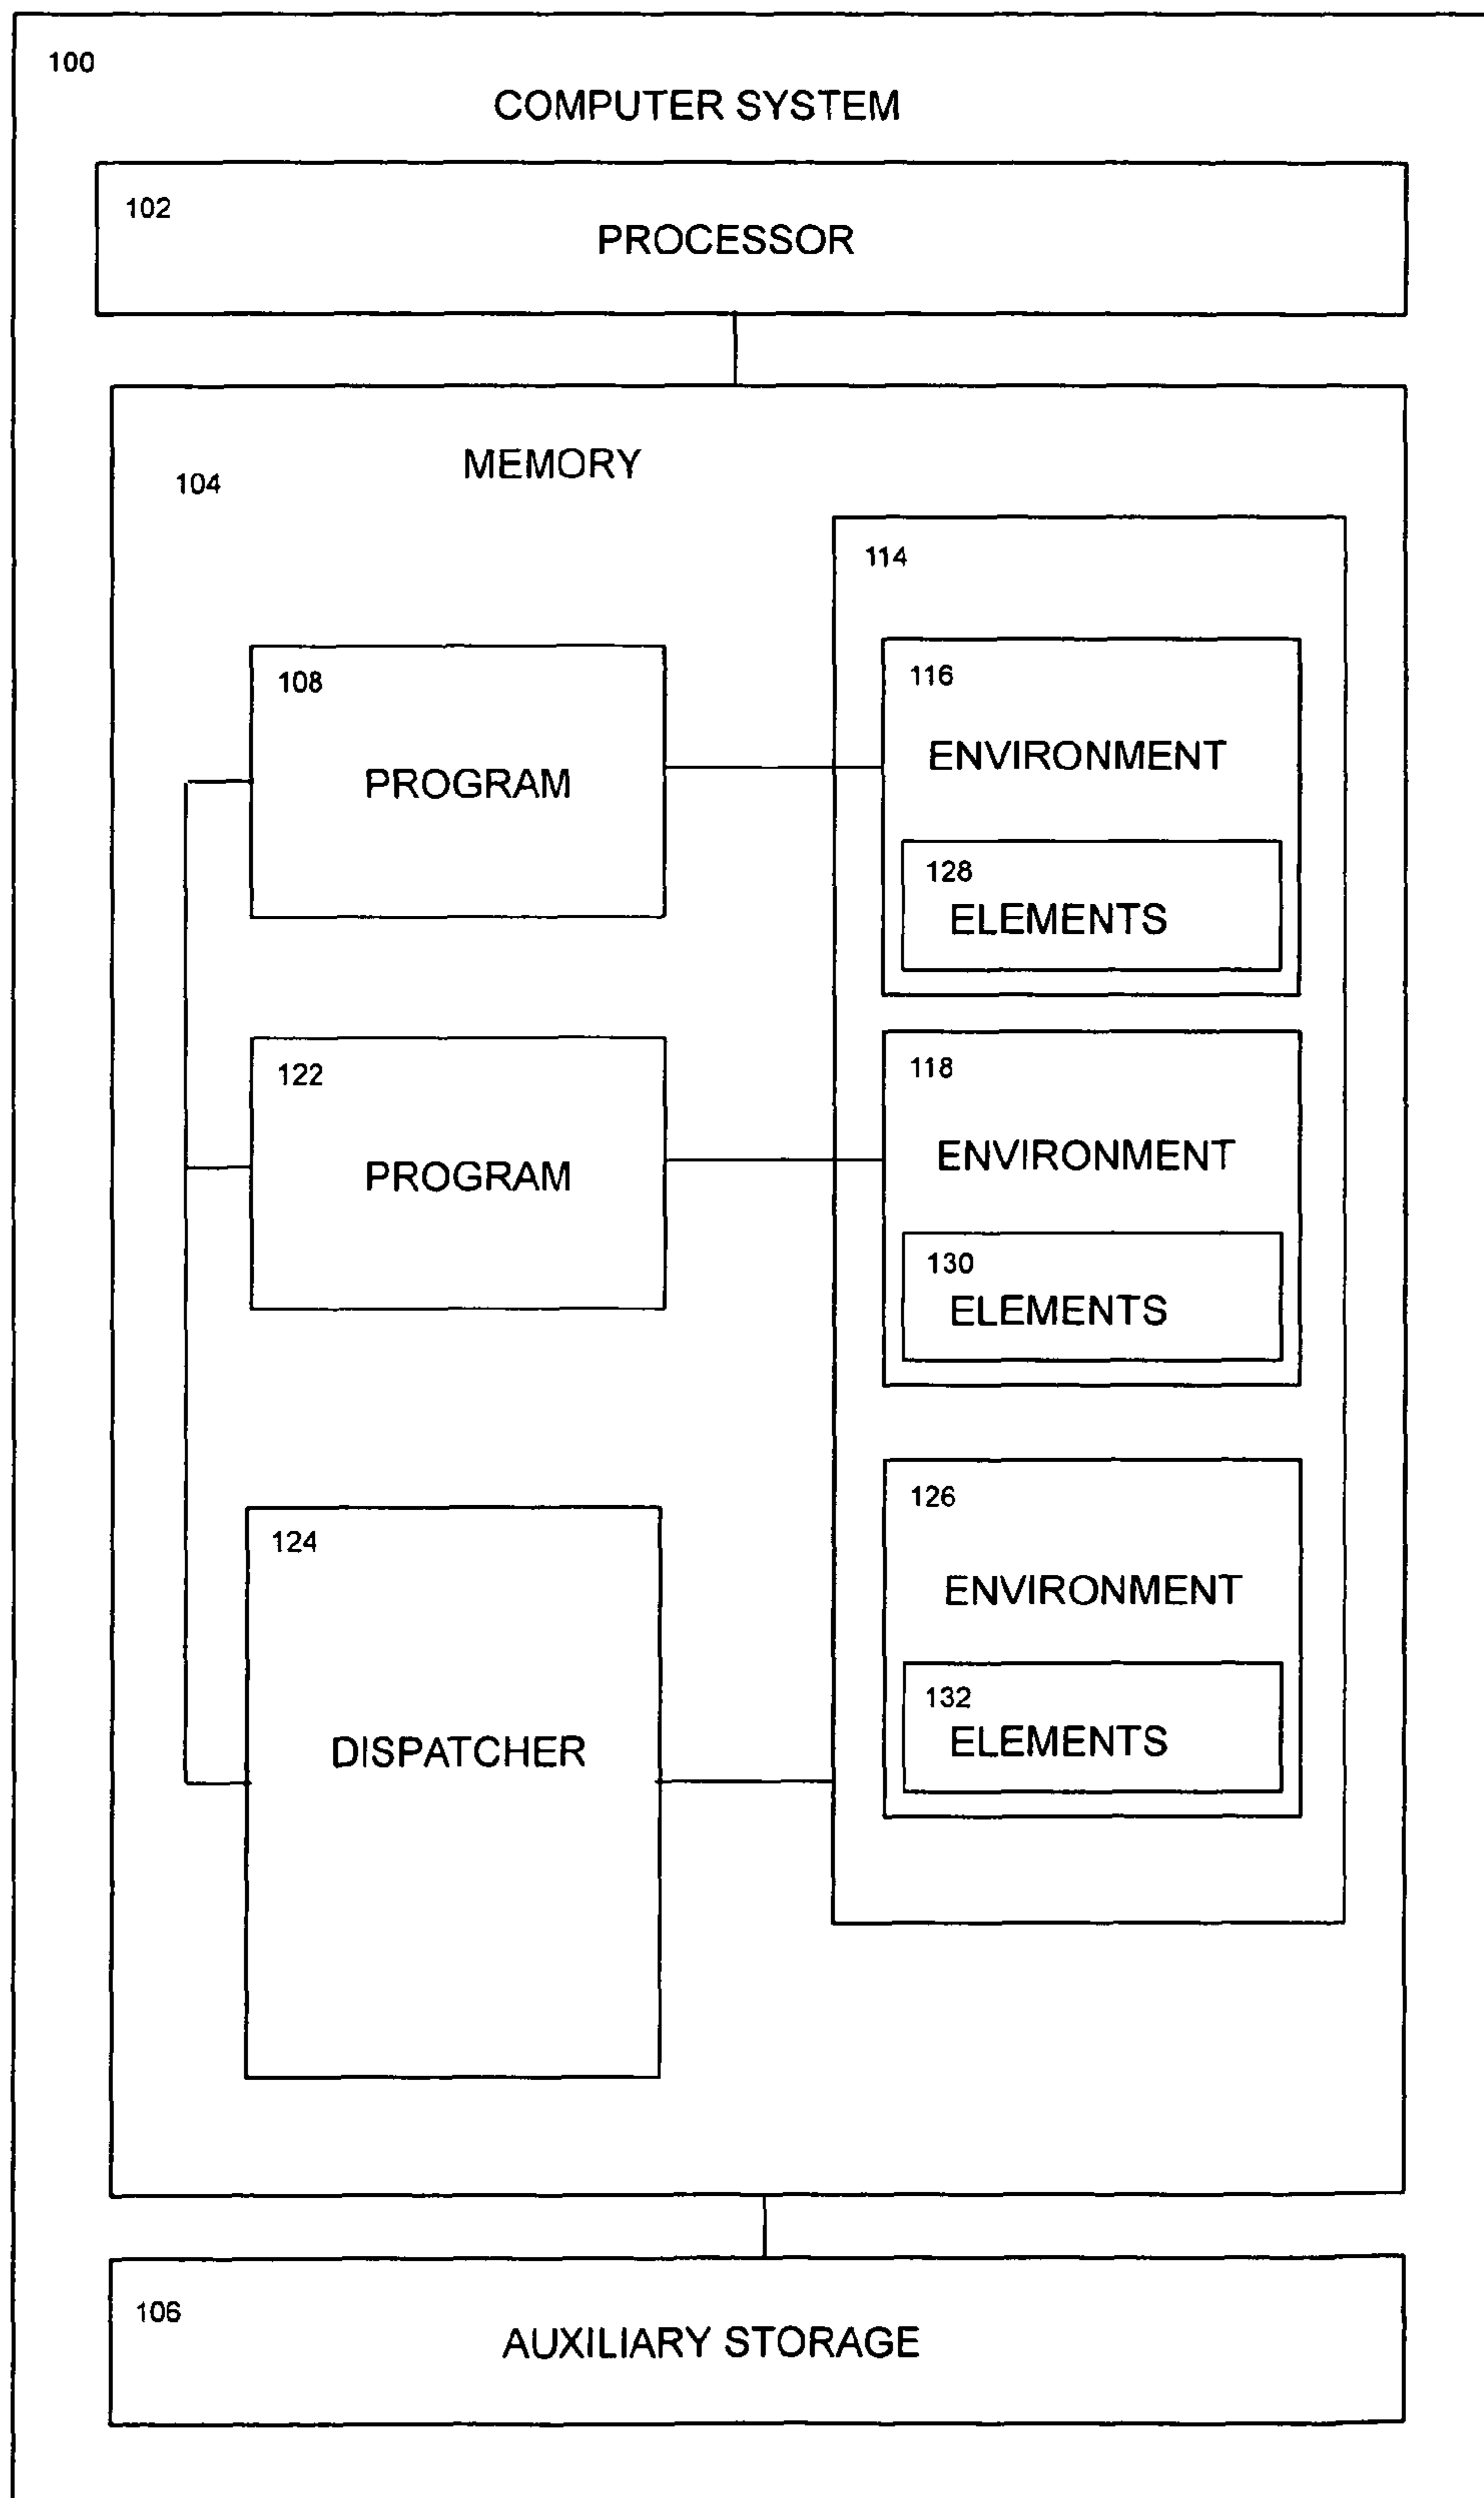 100
COMPUTER SYSTEM
102
PROCESSOR
MEMORY
104
114
108
PROGRAM
116
ENVIRONMENT
128
ELEMENTS
122
PROGRAM
118
ENVIRONMENT
130
ELEMENTS
124
DISPATCHER
126
ENVIRONMENT
132
ELEMENTS
106
AUXILIARY STORAGE